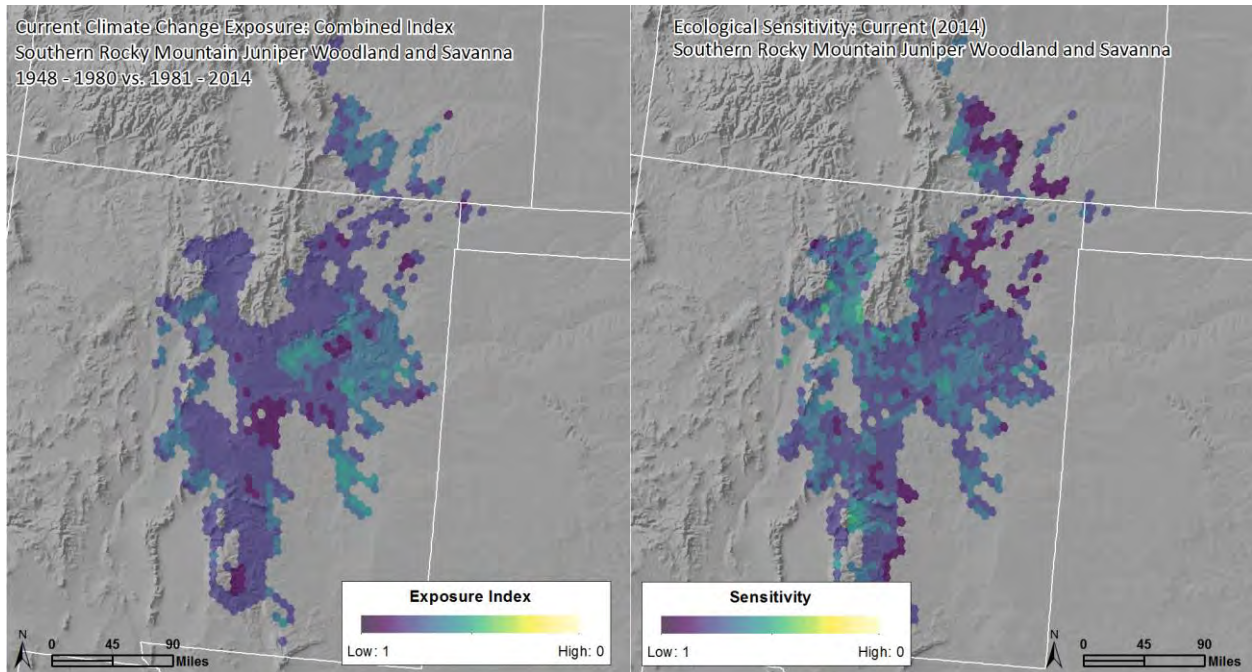 Current Climate Change Exposure: Combined Index
Southern Rocky Mountain Juniper Woodland and Savanna
1948 - 1980 vs. 1981 - 2014
Exposure Index
Low: 1 High: 0
N
0 45 90
Miles
Ecological Sensitivity: Current (2014)
Southern Rocky Mountain Juniper Woodland and Savanna
Sensitivity
Low: 1 High: 0
N
0 45 90
Miles